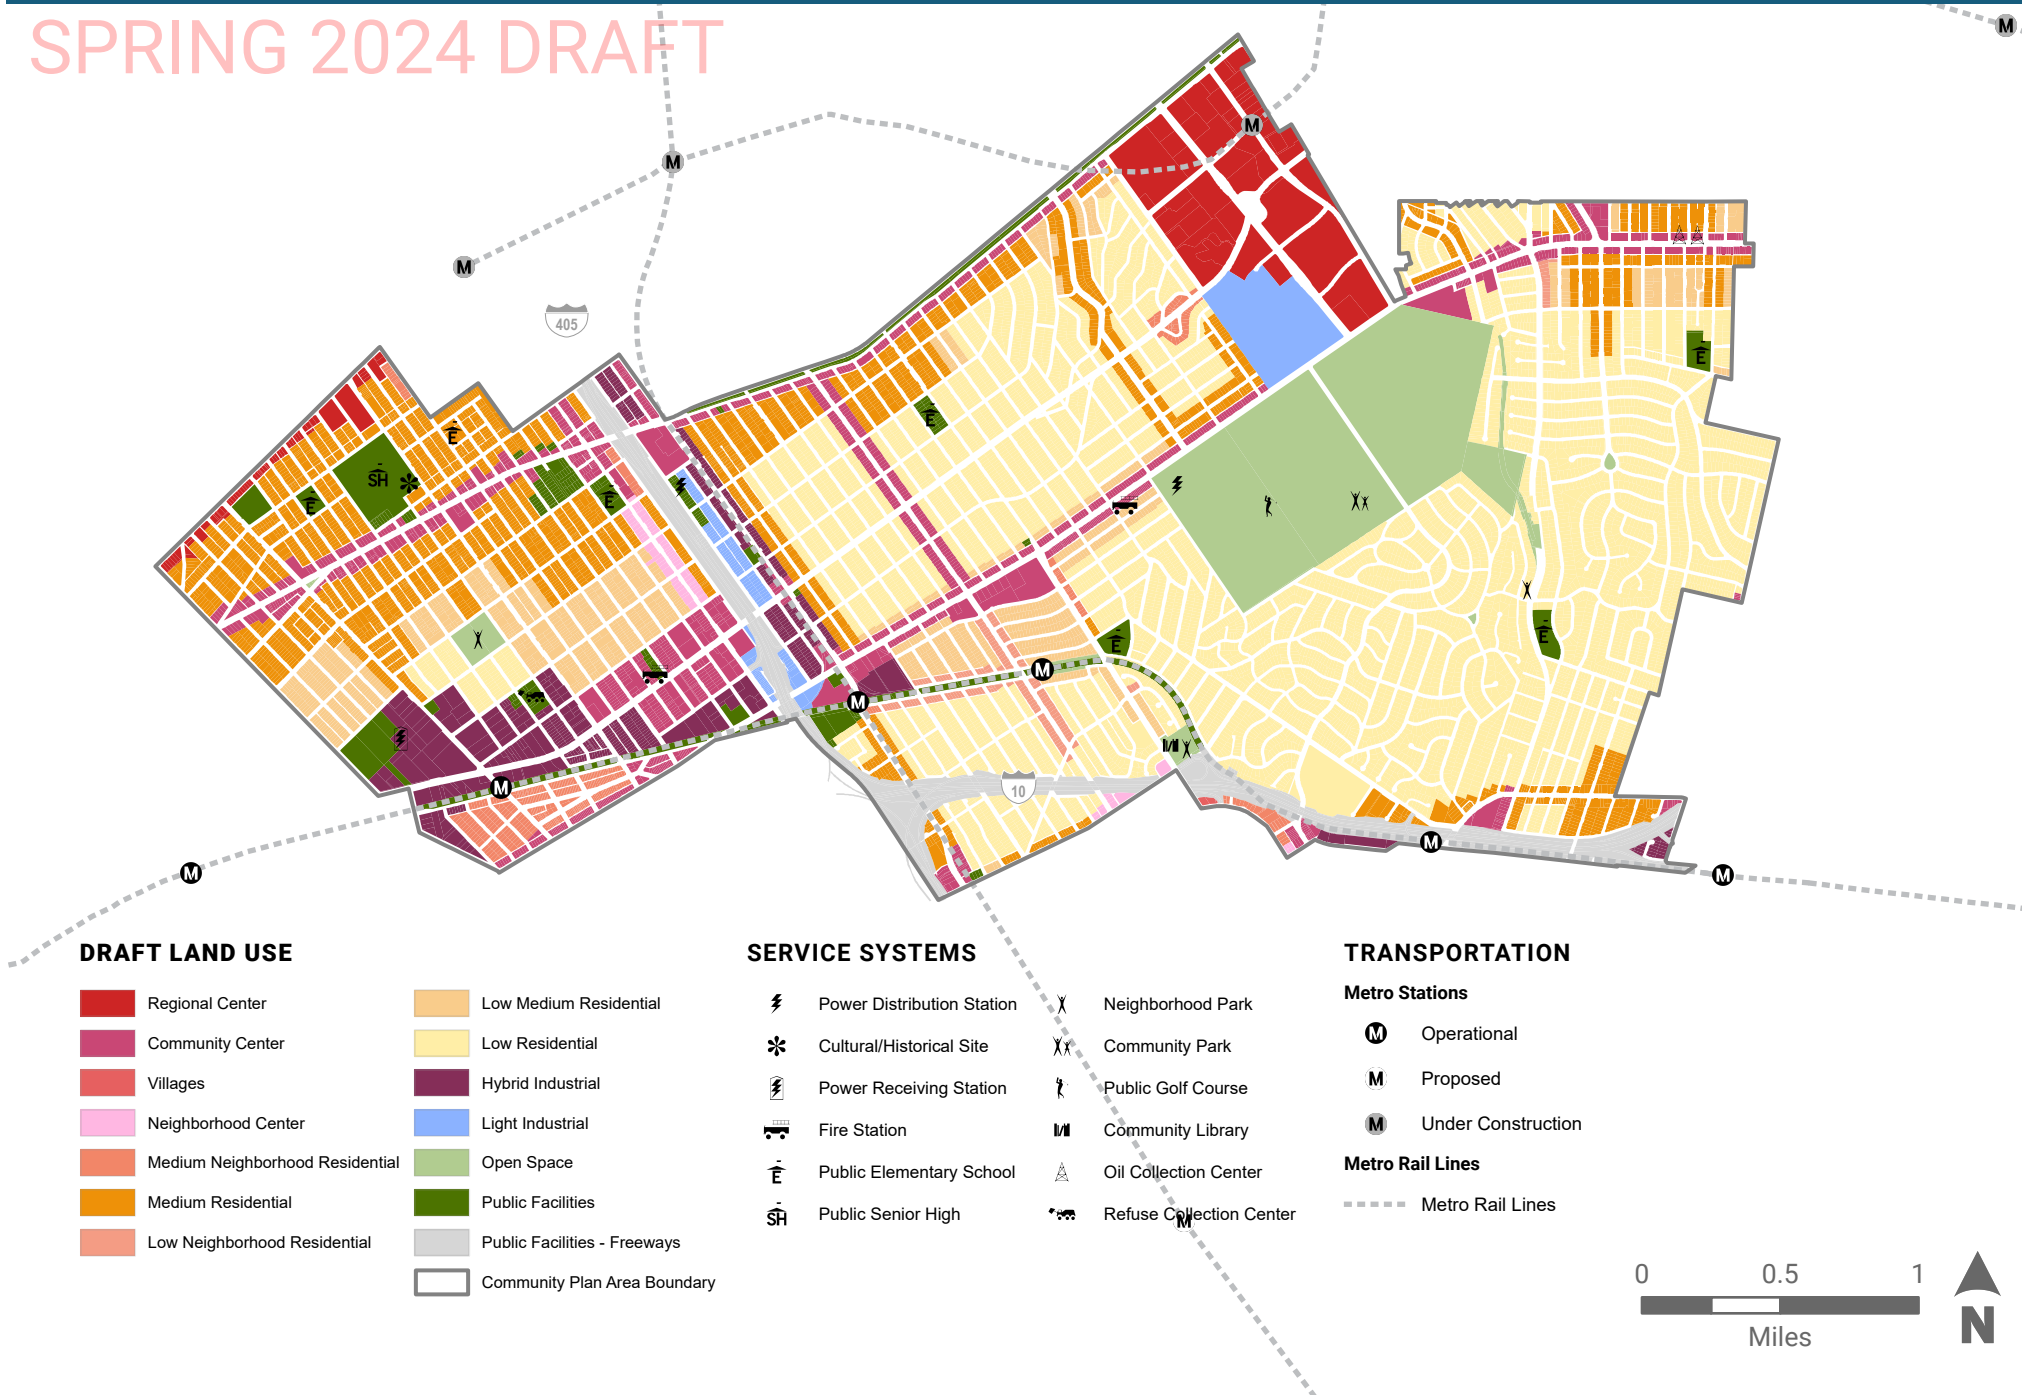 SPRING 2024 DRAFT
M
M
M
M
405
E
SH
E
E
E
E
E
E
M
M
M
10
M
M
M
DRAFT LAND USE
Regional Center
Community Center
Villages
Neighborhood Center
Medium Neighborhood Residential
Medium Residential
Low Neighborhood Residential
Low Medium Residential
Low Residential
Hybrid Industrial
Light Industrial
Open Space
Public Facilities
Public Facilities - Freeways
Community Plan Area Boundary
SERVICE SYSTEMS
Power Distribution Station
Cultural/Historical Site
Power Receiving Station
Fire Station
E Public Elementary School
SH Public Senior High
Neighborhood Park
Community Park
Public Golf Course
Community Library
Oil Collection Center
Refuse Collection Center
M
TRANSPORTATION
Metro Stations
M Operational
M Proposed
M Under Construction
Metro Rail Lines
Metro Rail Lines
0 0.5 1
Miles
N